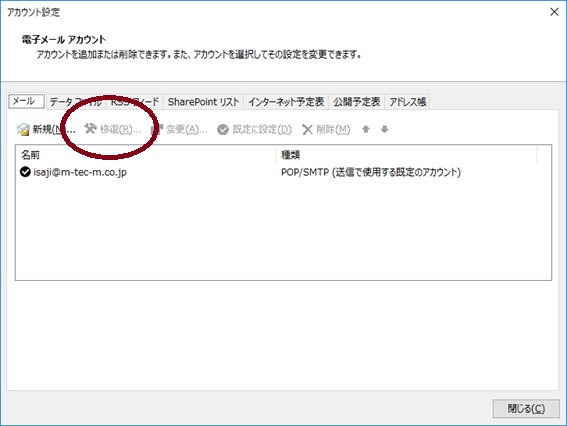 アカウント設定
電子メール アカウント
アカウントを追加または削除できます。また、アカウントを選択してその設定を変更できます。
メール データ ファイル RSS フィード SharePoint リスト インターネット予定表 公開予定表 アドレス帳
新規(N)... 修復(R)... 変更(A)... 既定に設定(D) 削除(M)
名前 種類
isaji@m-tec-m.co.jp POP/SMTP (送信で使用する既定のアカウント)
閉じる(C)